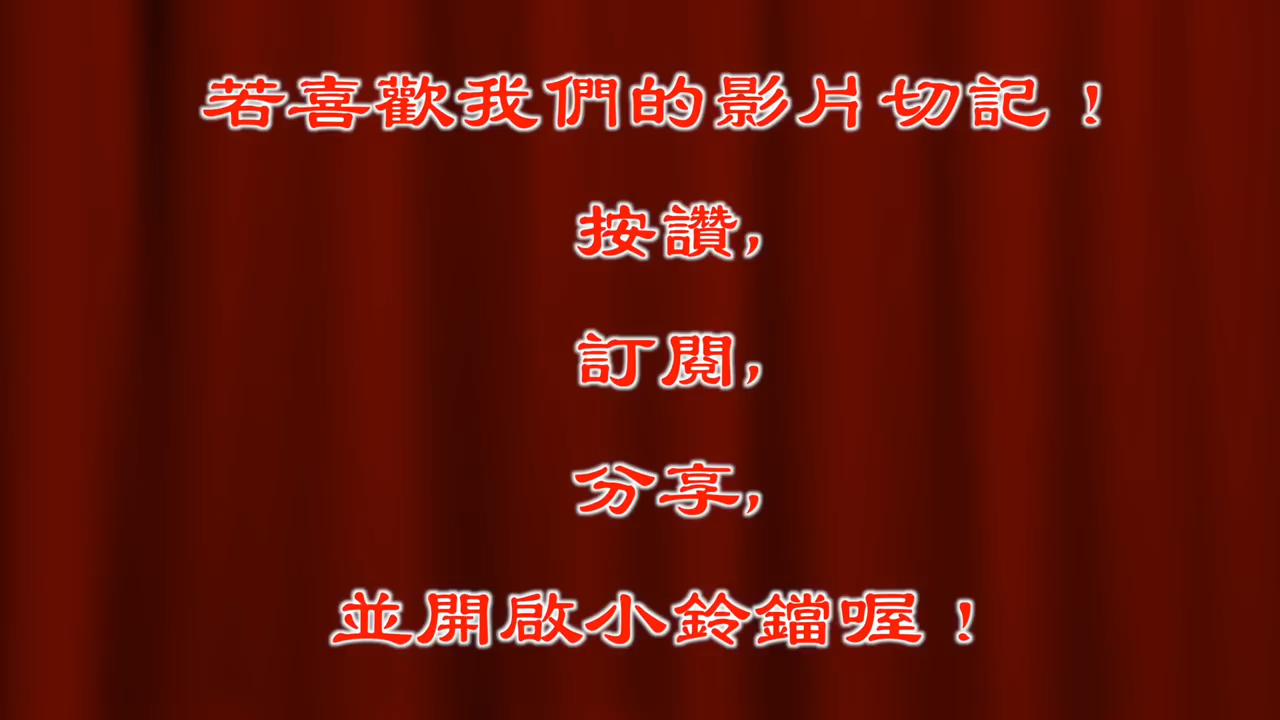 若喜歡我們的影片切記！
按讚,
訂閱,
分享,
並開啟小鈴鐺喔！